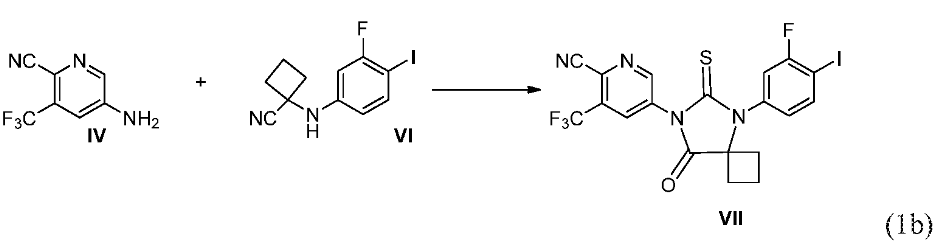 NC N
F₃C NH₂
IV
+
F
I
NC N
H
VI
NC N S F
I
F₃C N N
O
VII
(1b)